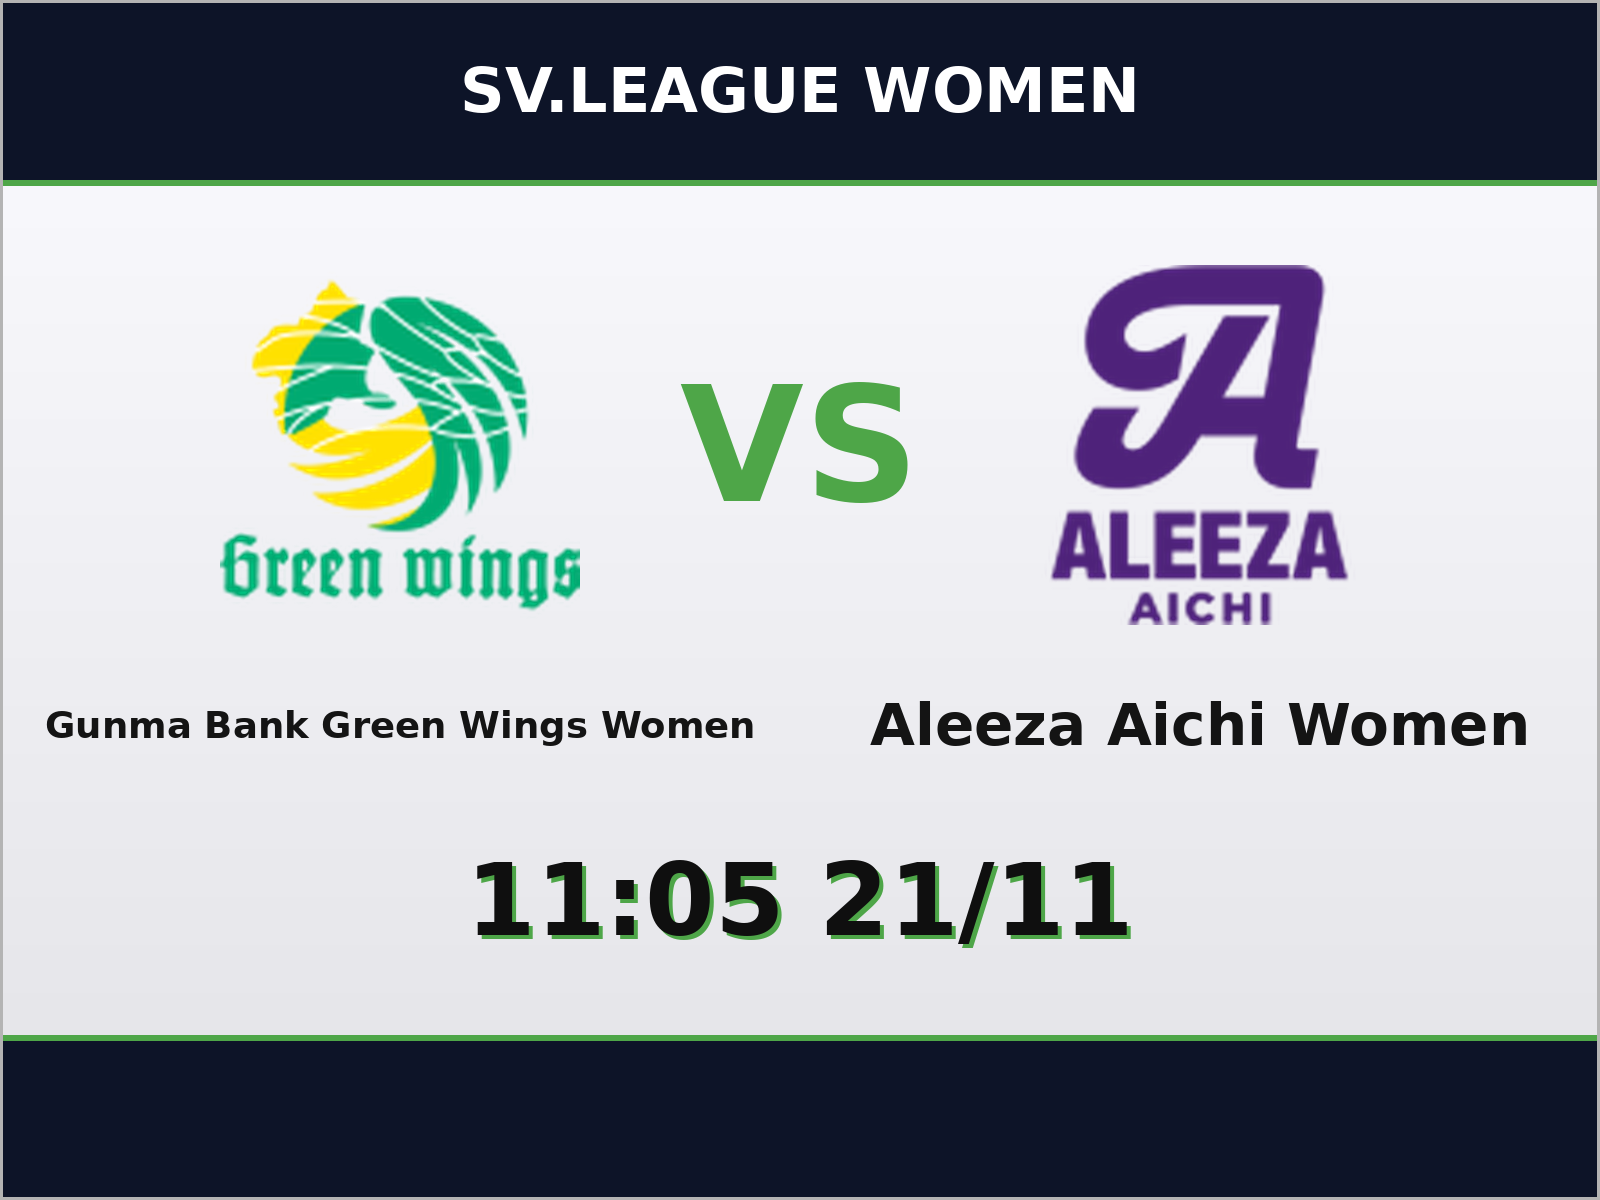 SV.LEAGUE WOMEN
VS
Green wings
ALEEZA
AICHI
Gunma Bank Green Wings Women
Aleeza Aichi Women
11:05 21/11